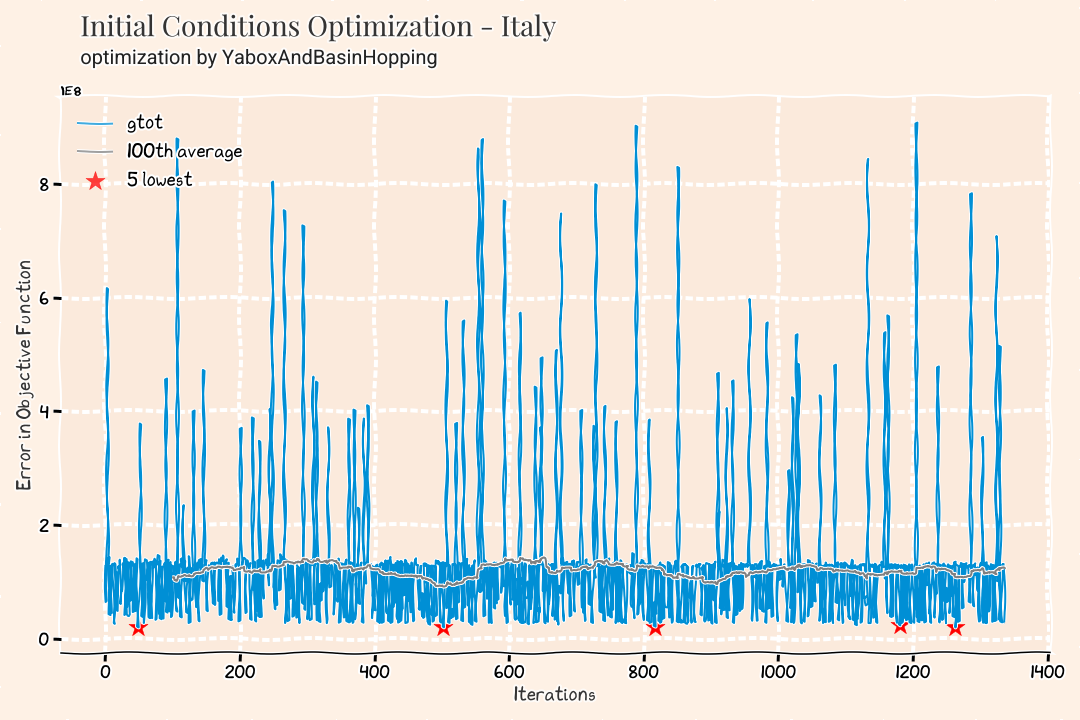 Initial Conditions Optimization - Italy
optimization by YaboxAndBasinHopping
1E8
gtot
100th average
5 lowest
8
6
4
2
0
Error in Objective Function
0 200 400 600 800 1000 1200 1400
Iterations